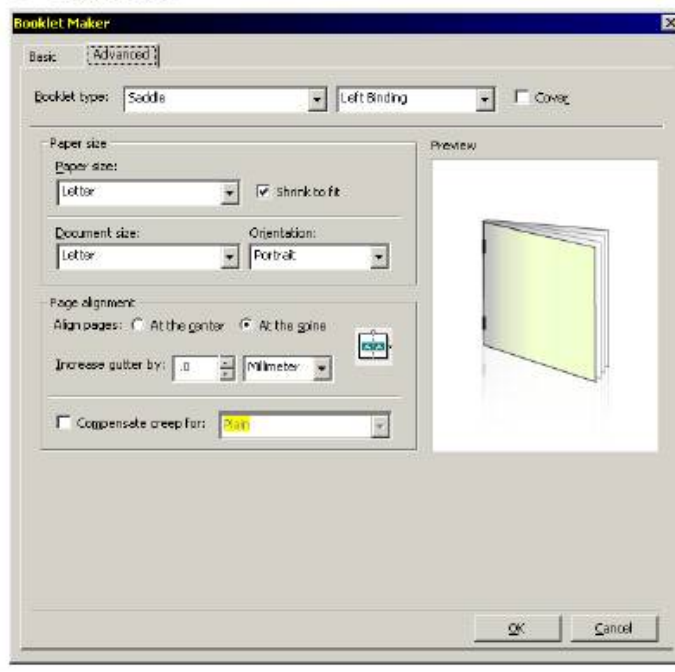 Booklet Maker
Basic Advanced
Booklet type: Saddle Left Binding Cover
Paper size Preview
Paper size:
Letter Shrink to fit
Document size: Orientation:
Letter Portrait
Page alignment
Align pages: At the center At the spine
Increase gutter by: .0 Millimeter
Compensate creep for: Plain
OK Cancel